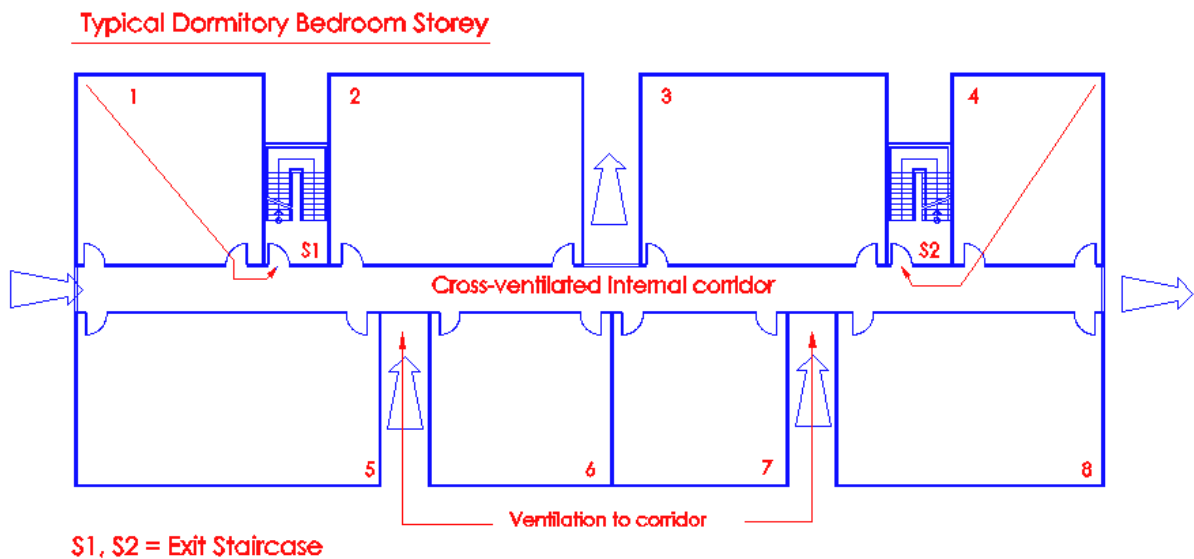 Typical Dormitory Bedroom Storey
1
2
3
4
S1
S2
Cross-ventilated internal corridor
5
6
7
8
Ventilation to corridor
S1, S2 = Exit Staircase